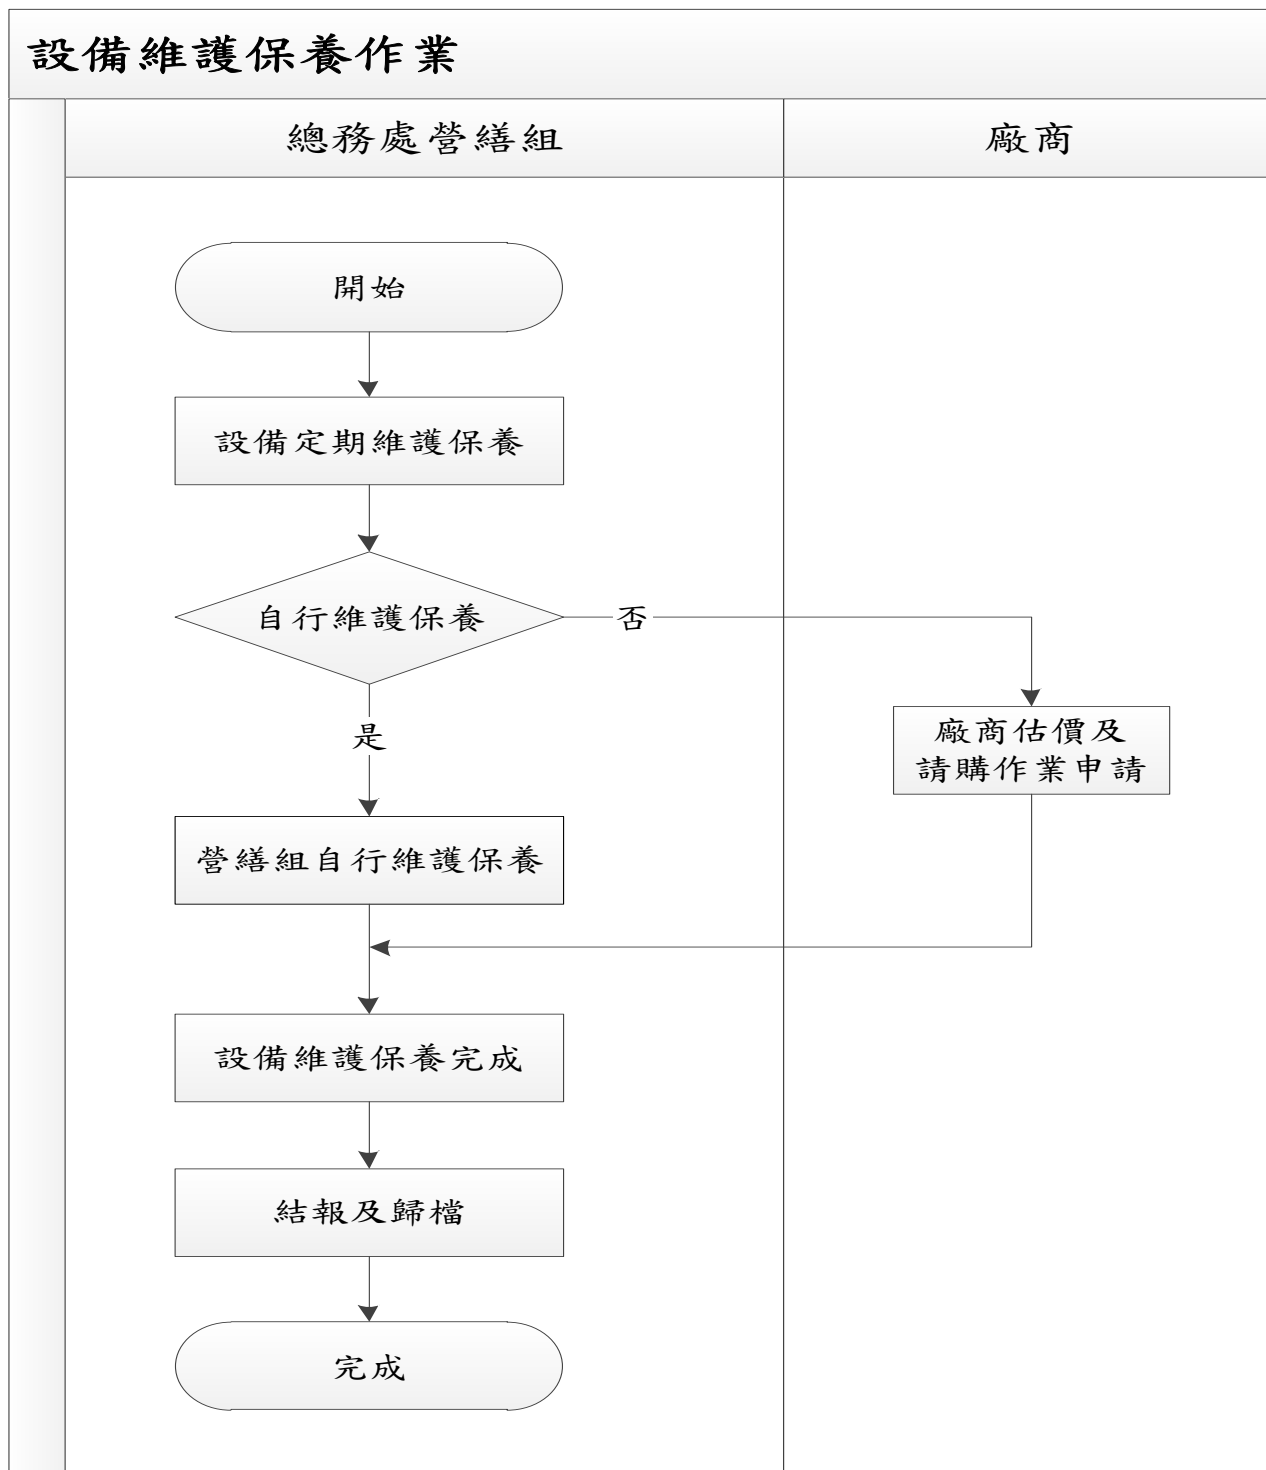 設備維護保養作業
總務處營繕組
廠商
開始
設備定期維護保養
自行維護保養
否
是
廠商估價及
請購作業申請
營繕組自行維護保養
設備維護保養完成
結報及歸檔
完成